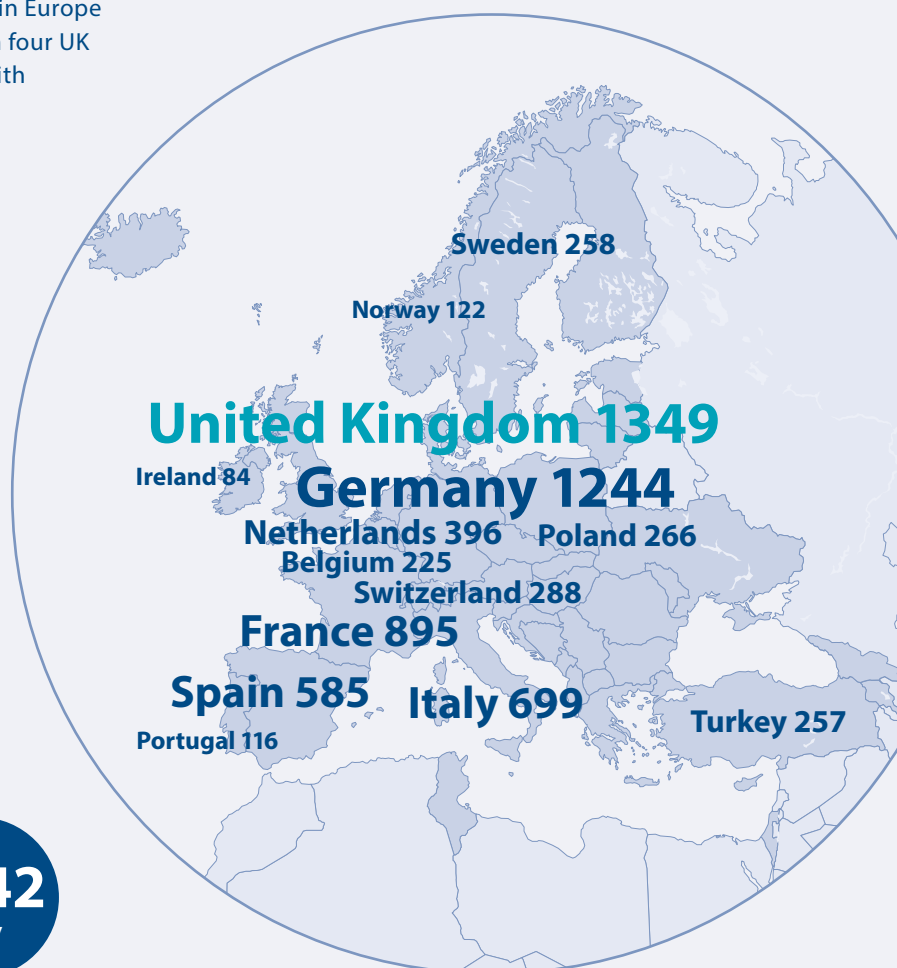 in Europe
four UK
Sweden 258
Norway 122
United Kingdom 1349
Ireland 84
Germany 1244
Netherlands 396
Poland 266
Belgium 225
Switzerland 288
France 895
Spain 585
Italy 699
Turkey 257
Portugal 116
42